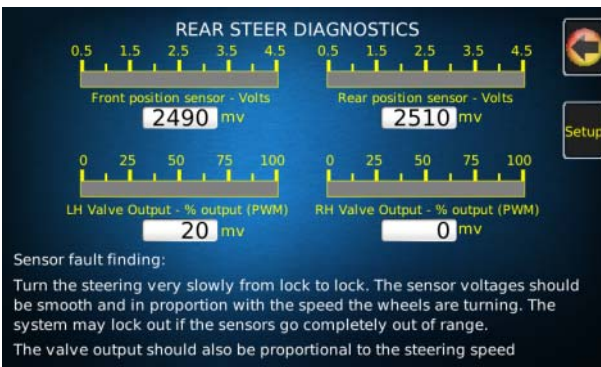 REAR STEER DIAGNOSTICS
0.5 1.5 2.5 3.5 4.5
0.5 1.5 2.5 3.5 4.5
Front position sensor - Volts
Rear position sensor - Volts
2490 mv
2510 mv
Setup
0 25 50 75 100
0 25 50 75 100
LH Valve Output - % output (PWM)
RH Valve Output - % output (PWM)
20 mv
0 mv
Sensor fault finding:
Turn the steering very slowly from lock to lock. The sensor voltages should
be smooth and in proportion with the speed the wheels are turning. The
system may lock out if the sensors go completely out of range.
The valve output should also be proportional to the steering speed